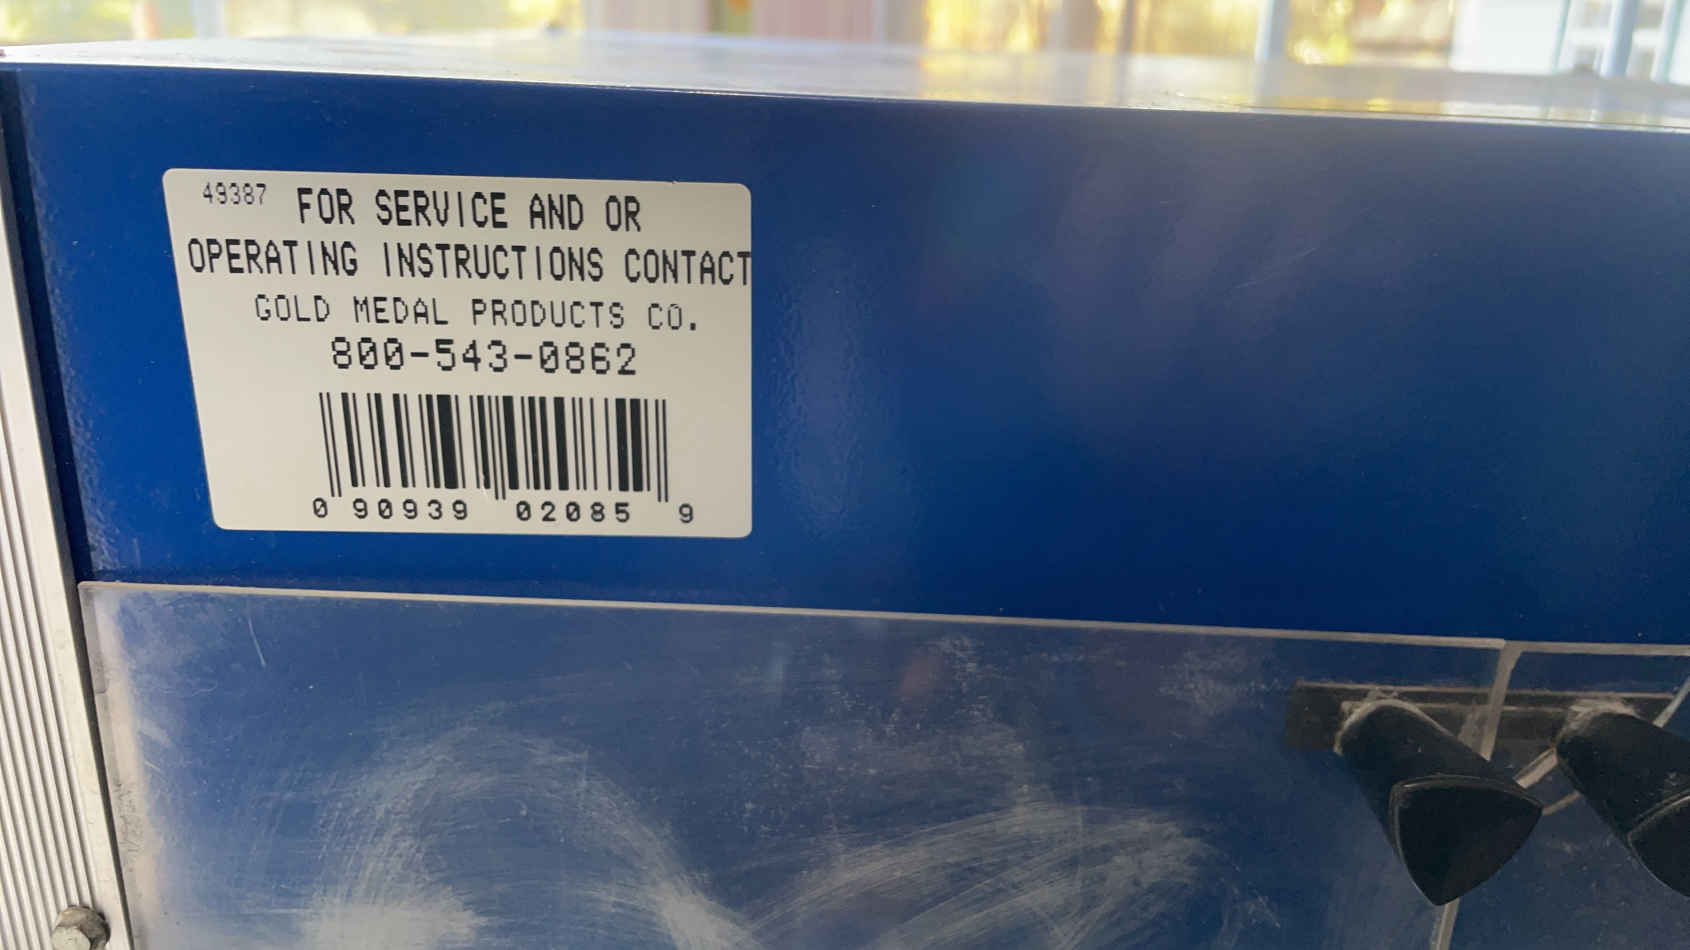 49387 FOR SERVICE AND OR
OPERATING INSTRUCTIONS CONTACT
GOLD MEDAL PRODUCTS CO.
800-543-0862
0 90939 02085 9